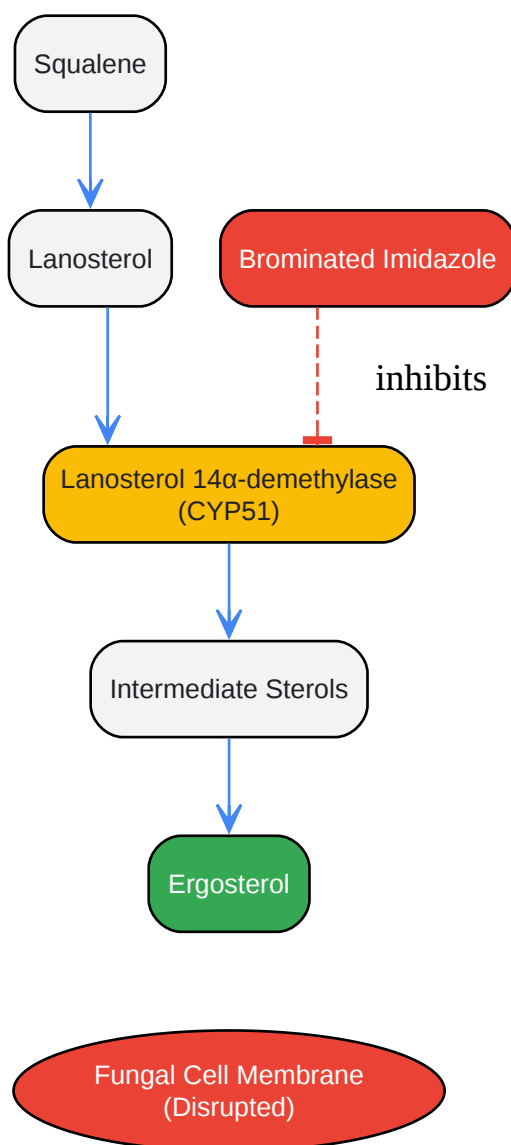 Squalene
Lanosterol
Brominated Imidazole
inhibits
Lanosterol 14α-demethylase
(CYP51)
Intermediate Sterols
Ergosterol
Fungal Cell Membrane
(Disrupted)